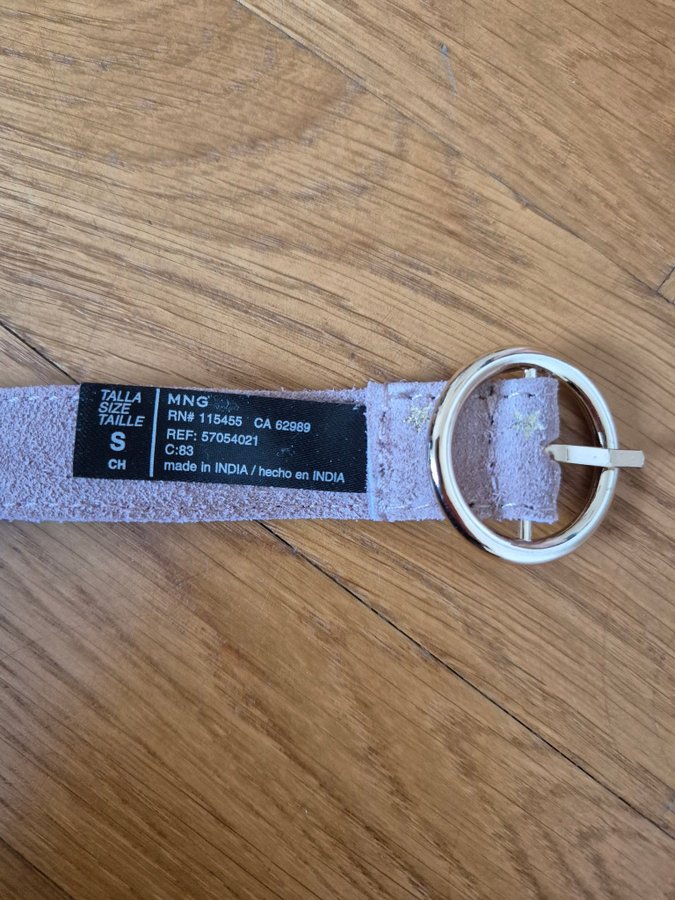 TALLA
SIZE
TAILLE
S
CH
MNG
RN# 115455 CA 62989
REF: 57054021
C:83
made in INDIA / hecho en INDIA